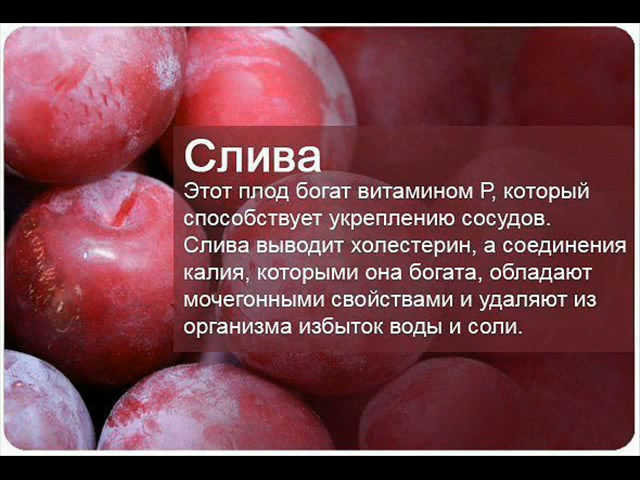 Слива
Этот плод богат витамином Р, который
способствует укреплению сосудов.
Слива выводит холестерин, а соединения
калия, которыми она богата, обладают
мочегонными свойствами и удаляют из
организма избыток воды и соли.